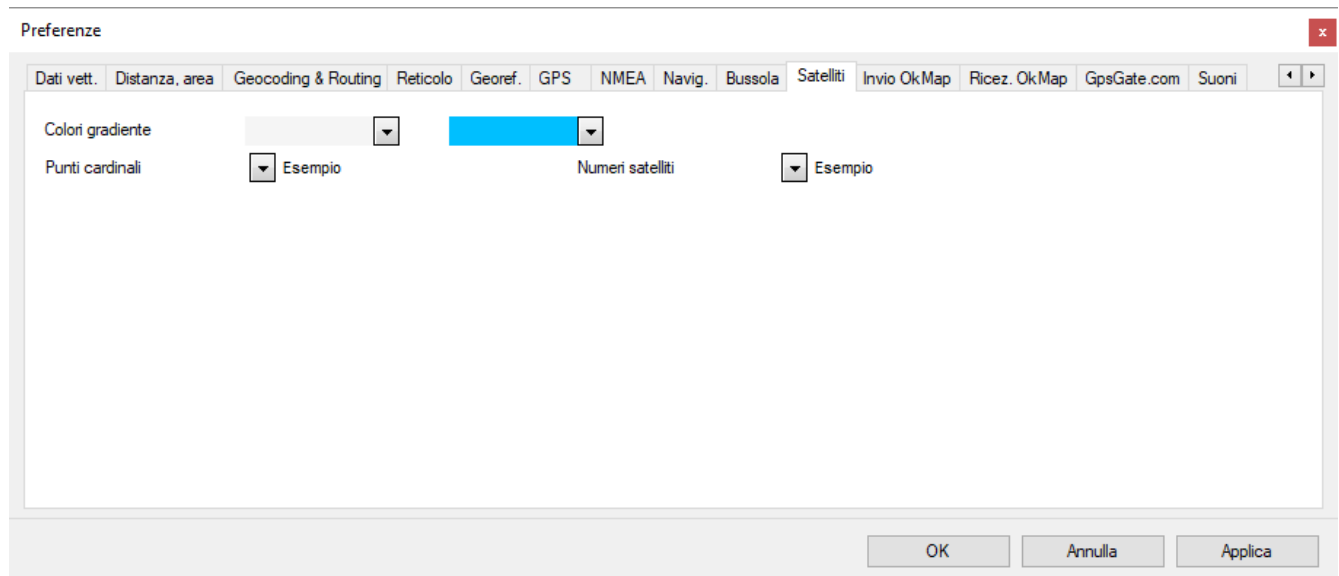 Preferenze
x
Dati vett. Distanza, area Geocoding & Routing Reticolo Georef. GPS NMEA Navig. Bussola Satelliti Invio OkMap Ricez. OkMap GpsGate.com Suoni
Colori gradiente
Punti cardinali Esempio Numeri satelliti Esempio
OK Annulla Applica